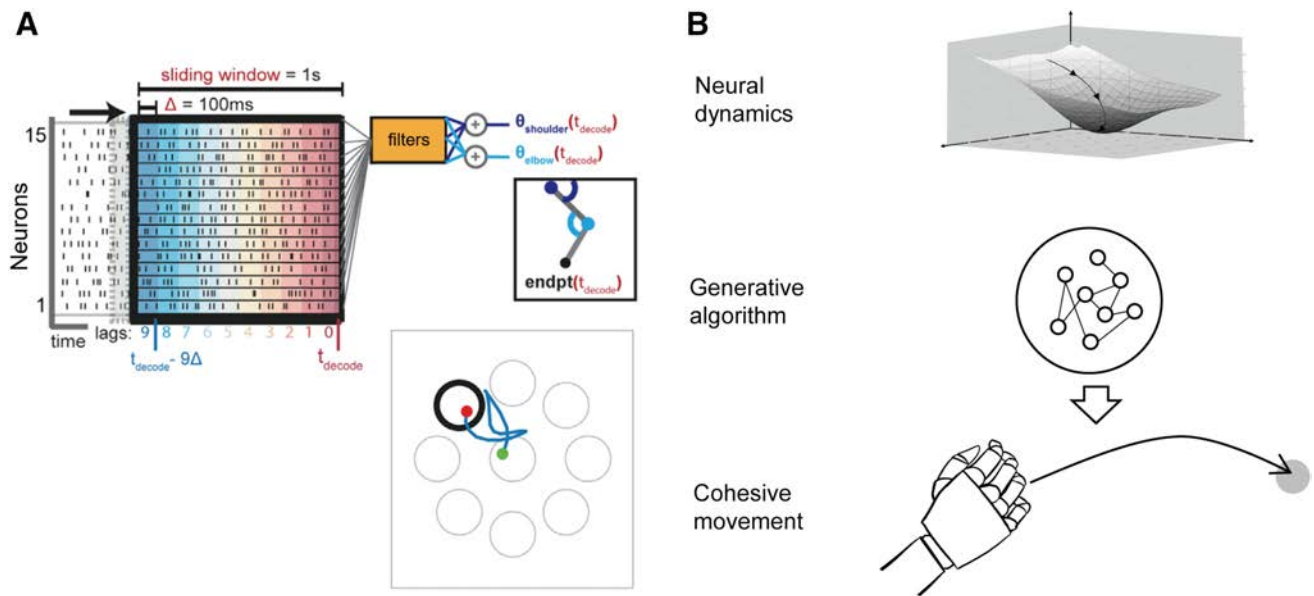 A
sliding window = 1s
Δ = 100ms
15
Neurons
1
time
lags: 9 8 7 6 5 4 3 2 1 0
t_decode - 9Δ
t_decode
filters
+
θ_shoulder(t_decode)
+
θ_elbow(t_decode)
endpt(t_decode)
B
Neural
dynamics
Generative
algorithm
Cohesive
movement